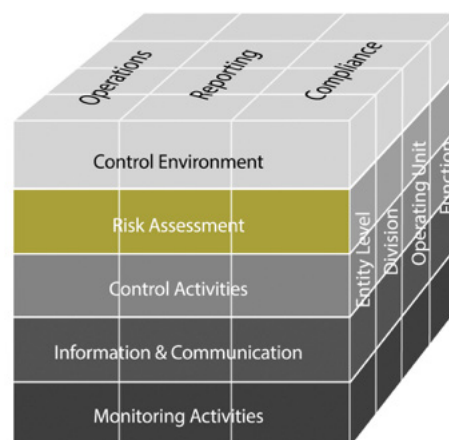 Operations
Reporting
Compliance
Control Environment
Risk Assessment
Control Activities
Information & Communication
Monitoring Activities
Entity Level
Division
Operating Unit
Function